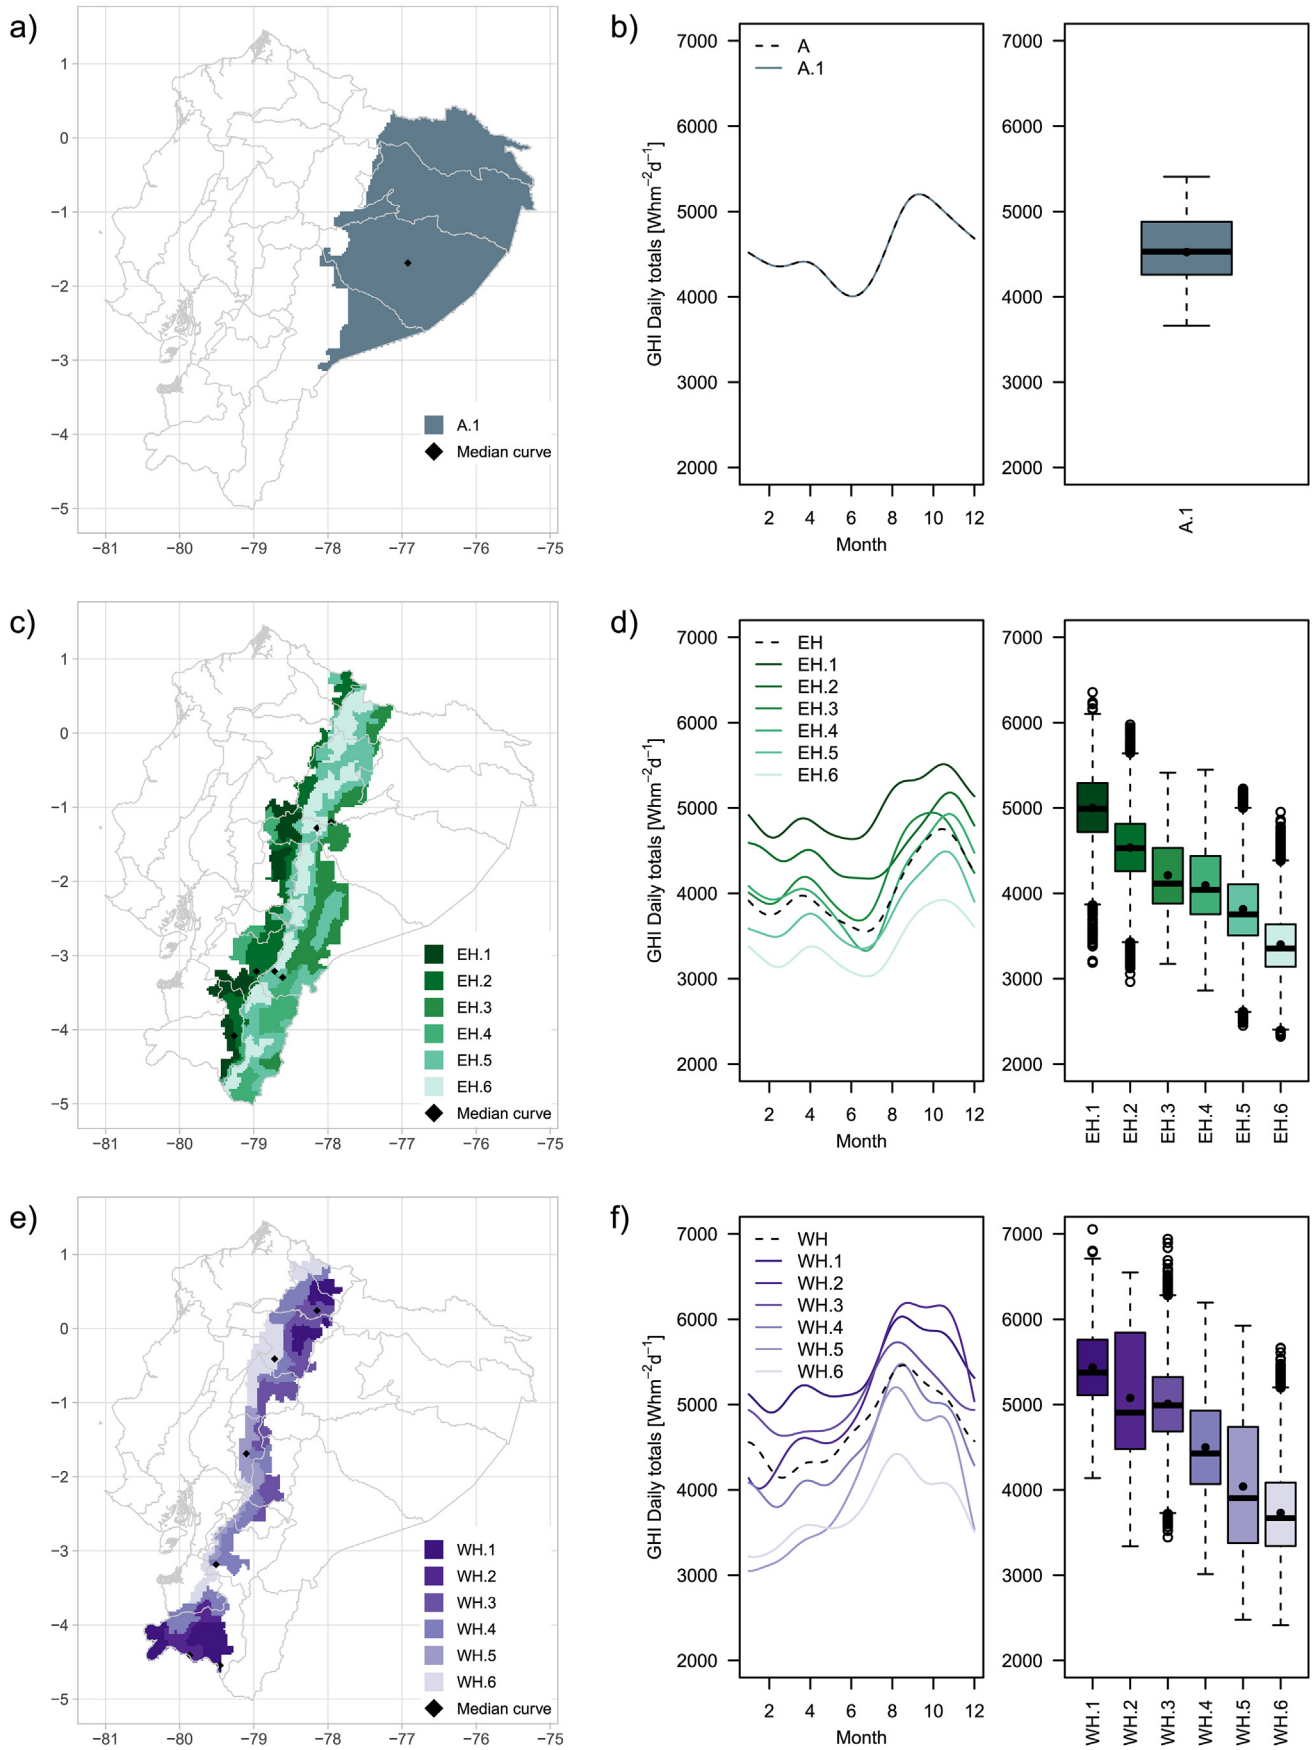 a)
1
0
−1
−2
−3
−4
−5
−81 −80 −79 −78 −77 −76 −75
A.1
Median curve
b)
GHI Daily totals [Whm−2d−1]
7000
6000
5000
4000
3000
2000
A
A.1
2 4 6 8 10 12
Month
7000
6000
5000
4000
3000
2000
A.1
c)
1
0
−1
−2
−3
−4
−5
−81 −80 −79 −78 −77 −76 −75
EH.1
EH.2
EH.3
EH.4
EH.5
EH.6
Median curve
d)
GHI Daily totals [Whm−2d−1]
7000
6000
5000
4000
3000
2000
EH
EH.1
EH.2
EH.3
EH.4
EH.5
EH.6
2 4 6 8 10 12
Month
7000
6000
5000
4000
3000
2000
EH.1 EH.2 EH.3 EH.4 EH.5 EH.6
e)
1
0
−1
−2
−3
−4
−5
−81 −80 −79 −78 −77 −76 −75
WH.1
WH.2
WH.3
WH.4
WH.5
WH.6
Median curve
f)
GHI Daily totals [Whm−2d−1]
7000
6000
5000
4000
3000
2000
WH
WH.1
WH.2
WH.3
WH.4
WH.5
WH.6
2 4 6 8 10 12
Month
7000
6000
5000
4000
3000
2000
WH.1 WH.2 WH.3 WH.4 WH.5 WH.6